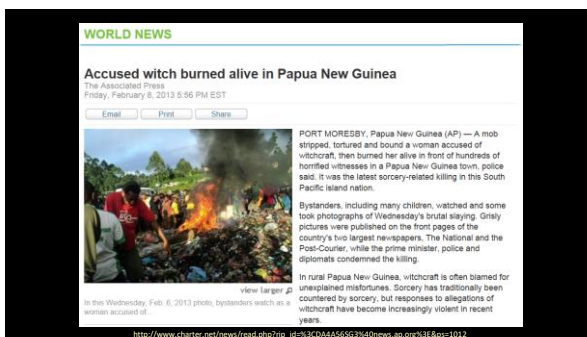 WORLD NEWS
Accused witch burned alive in Papua New Guinea
The Associated Press
Friday, February 8, 2013 5:56 PM EST
Email Print Share
PORT MORESBY, Papua New Guinea (AP) — A mob
stripped, tortured and bound a woman accused of
witchcraft, then burned her alive in front of hundreds of
horrified witnesses in a Papua New Guinea town, police
said. It was the latest sorcery-related killing in this South
Pacific island nation.
Bystanders, including many children, watched and some
took photographs of Wednesday's brutal slaying. Grisly
pictures were published on the front pages of the
country's two largest newspapers, The National and the
Post-Courier, while the prime minister, police and
diplomats condemned the killing.
In rural Papua New Guinea, witchcraft is often blamed for
unexplained misfortunes. Sorcery has traditionally been
countered by sorcery, but responses to allegations of
witchcraft have become increasingly violent in recent
years.
view larger
In this Wednesday, Feb. 6, 2013 photo, bystanders watch as a
woman accused of...
http://www.charter.net/news/read.php?rip_id=%3CDA4A56SG3%40news.ap.org%3E&ps=1012